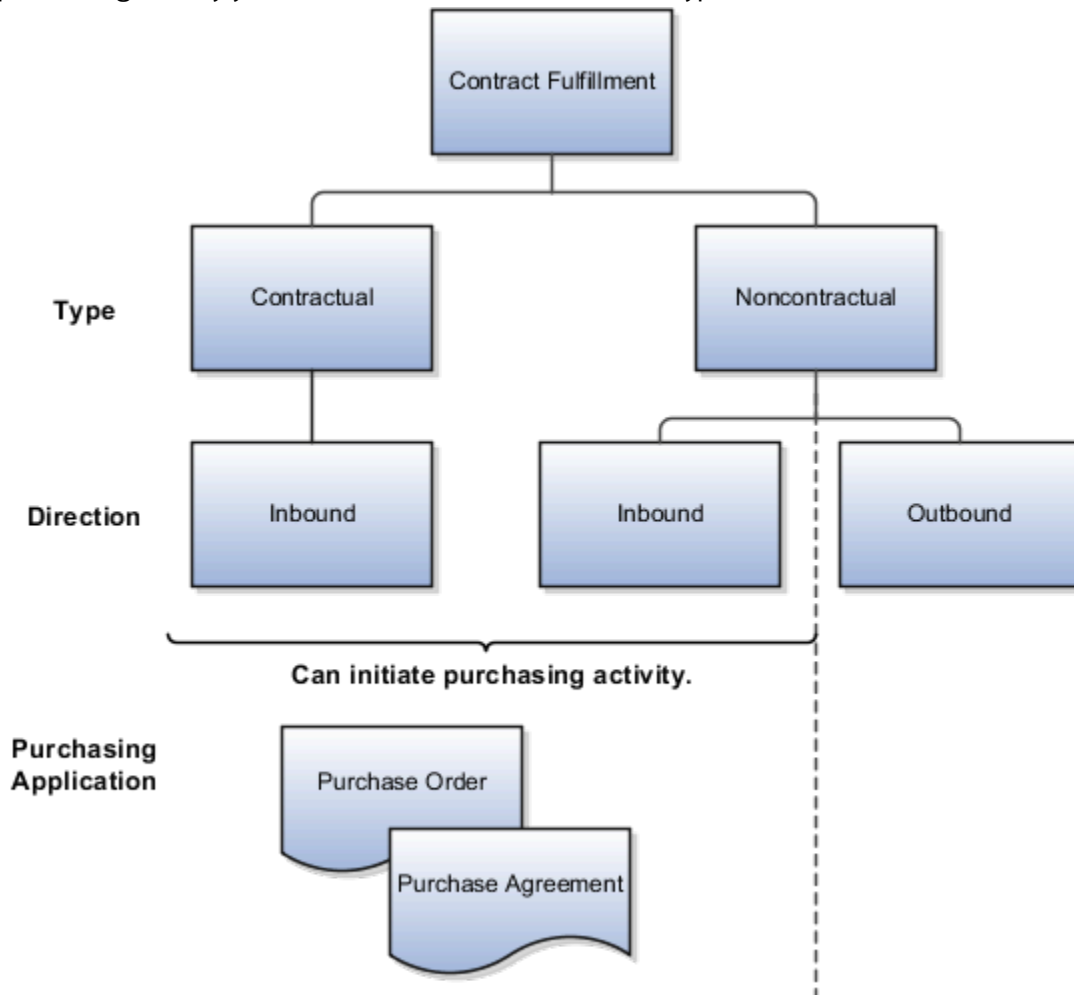 Contract Fulfillment
Type
Contractual
Noncontractual
Direction
Inbound
Inbound
Outbound
Can initiate purchasing activity.
Purchasing
Application
Purchase Order
Purchase Agreement